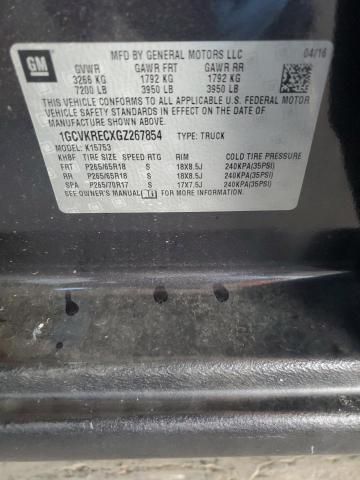 GM
MFD BY GENERAL MOTORS LLC 04/16
GVWR GAWR FRT GAWR RR
3266 KG 1792 KG 1792 KG
7200 LB 3950 LB 3950 LB
THIS VEHICLE CONFORMS TO ALL APPLICABLE U.S. FEDERAL MOTOR
VEHICLE SAFETY STANDARDS IN EFFECT ON THE DATE OF
MANUFACTURE SHOWN ABOVE.
1GCVKRECXGZ267854 TYPE: TRUCK
MODEL: K15753
KH8F TIRE SIZE SPEED RTG RIM COLD TIRE PRESSURE
FRT P265/65R18 S 18X8.5J 240KPA(35PSI)
RR P265/65R18 S 18X8.5J 240KPA(35PSI)
SPA P265/70R17 S 17X7.5J 240KPA(35PSI)
SEE OWNER'S MANUAL FOR ADDITIONAL INFORMATION.